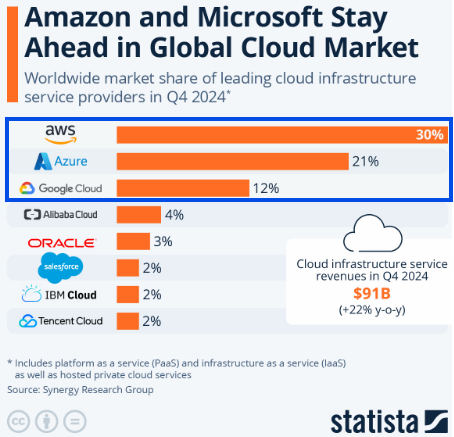 Amazon and Microsoft Stay
Ahead in Global Cloud Market
Worldwide market share of leading cloud infrastructure
service providers in Q4 2024*
aws
30%
Azure
21%
Google Cloud
12%
Alibaba Cloud
4%
ORACLE
3%
salesforce
2%
IBM Cloud
2%
Tencent Cloud
2%
Cloud infrastructure service
revenues in Q4 2024
$91B
(+22% y-o-y)
* Includes platform as a service (PaaS) and infrastructure as a service (IaaS)
as well as hosted private cloud services
Source: Synergy Research Group
cc
statista